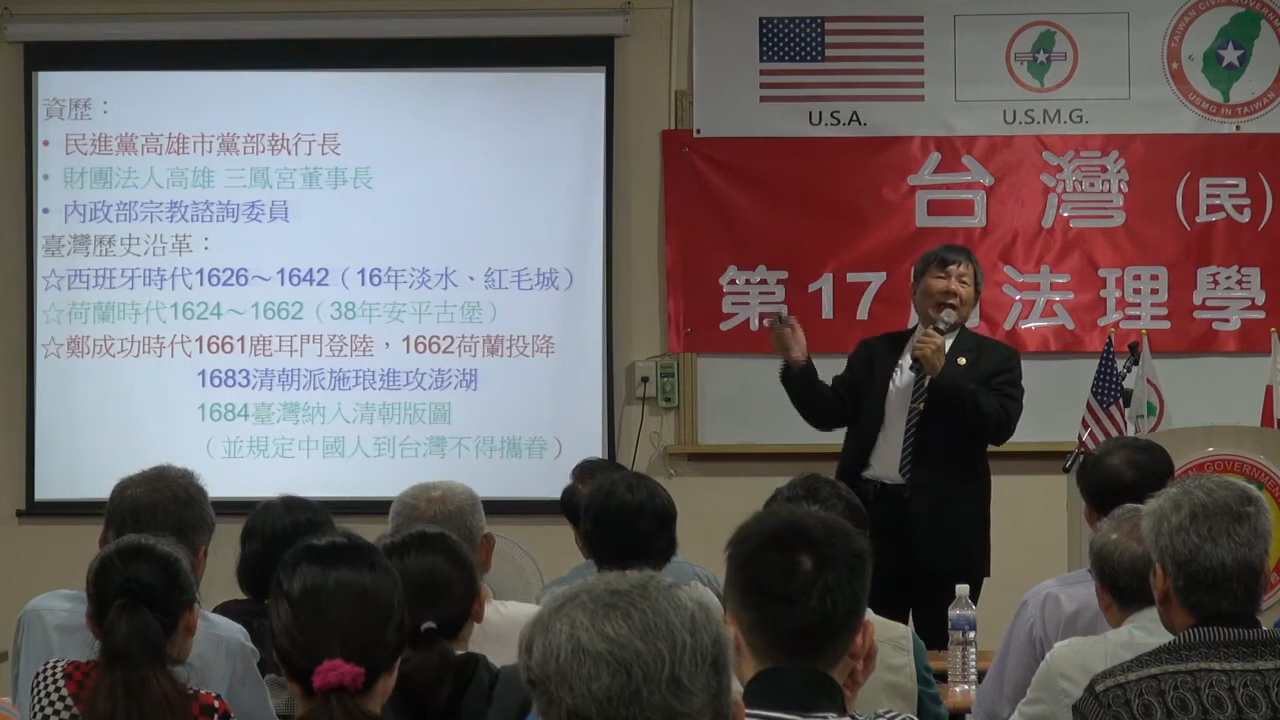 資歷：
• 民進黨高雄市黨部執行長
• 財團法人高雄 三鳳宮董事長
• 內政部宗教諮詢委員
臺灣歷史沿革：
☆西班牙時代1626～1642（16年淡水、紅毛城）
☆荷蘭時代1624～1662（38年安平古堡）
☆鄭成功時代1661鹿耳門登陸，1662荷蘭投降
1683清朝派施琅進攻澎湖
1684臺灣納入清朝版圖
（並規定中國人到台灣不得攜眷）
U.S.A.
U.S.M.G.
TAIWAN CIVIL GOVERNMENT
USMG IN TAIWAN
台灣（民）
第17 法理學
GOVERNMENT